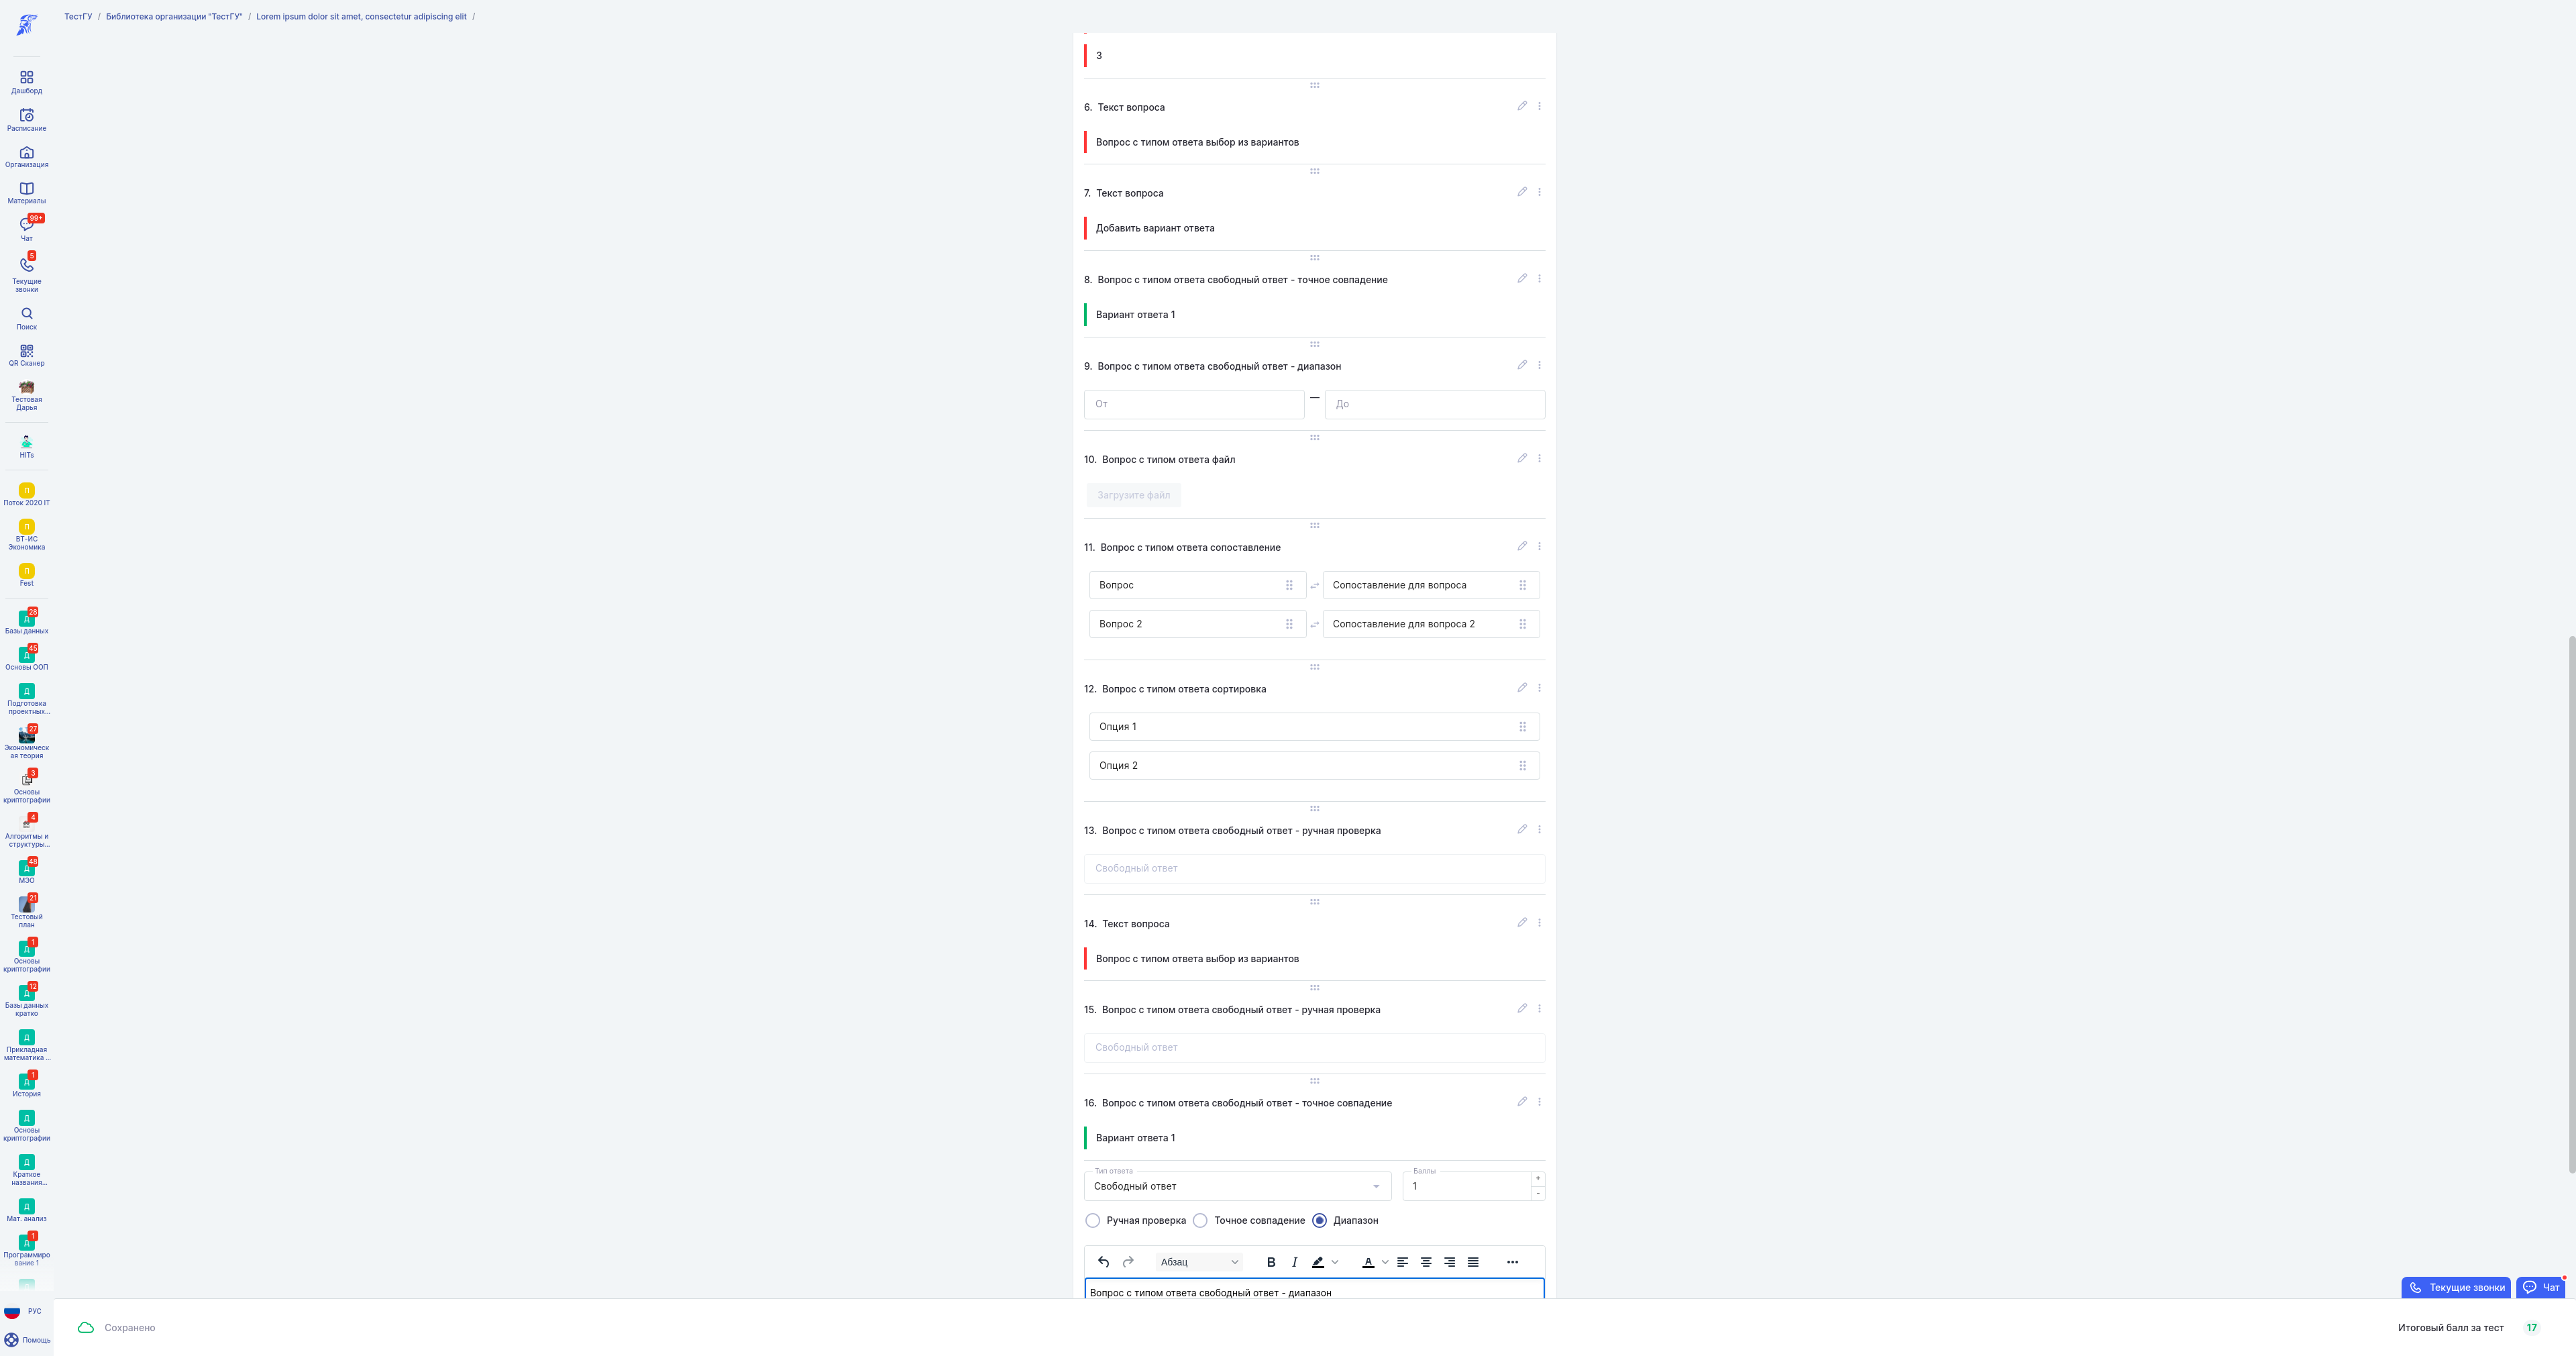 ТестГУ / Библиотека организации "ТестГУ" / Lorem ipsum dolor sit amet, consectetur adipiscing elit /
Дашборд
Расписание
Организация
Материалы
99+
Чат
5
Текущие
звонки
Поиск
QR Сканер
Тестовая
Дарья
HITs
П
Поток 2020 IT
П
ВТ-ИС
Экономика
П
Fest
28
Д
Базы данных
45
Д
Основы ООП
Д
Подготовка
проектных...
27
Экономическ
ая теория
3
Основы
криптографии
4
Алгоритмы и
структуры...
48
Д
МЭО
21
Тестовый
план
1
Д
Основы
криптографии
12
Д
Базы данных
кратко
Д
Прикладная
математика ...
1
Д
История
Д
Основы
криптографии
Д
Краткое
названия...
Д
Мат. анализ
1
Д
Программиро
вание 1
РУС
Помощь
3
6. Текст вопроса
Вопрос с типом ответа выбор из вариантов
7. Текст вопроса
Добавить вариант ответа
8. Вопрос с типом ответа свободный ответ - точное совпадение
Вариант ответа 1
9. Вопрос с типом ответа свободный ответ - диапазон
От — До
10. Вопрос с типом ответа файл
Загрузите файл
11. Вопрос с типом ответа сопоставление
Вопрос Сопоставление для вопроса
Вопрос 2 Сопоставление для вопроса 2
12. Вопрос с типом ответа сортировка
Опция 1
Опция 2
13. Вопрос с типом ответа свободный ответ - ручная проверка
Свободный ответ
14. Текст вопроса
Вопрос с типом ответа выбор из вариантов
15. Вопрос с типом ответа свободный ответ - ручная проверка
Свободный ответ
16. Вопрос с типом ответа свободный ответ - точное совпадение
Вариант ответа 1
Тип ответа Баллы
Свободный ответ 1 + -
Ручная проверка Точное совпадение Диапазон
Абзац B I A
Вопрос с типом ответа свободный ответ - диапазон
Текущие звонки Чат
Сохранено Итоговый балл за тест 17